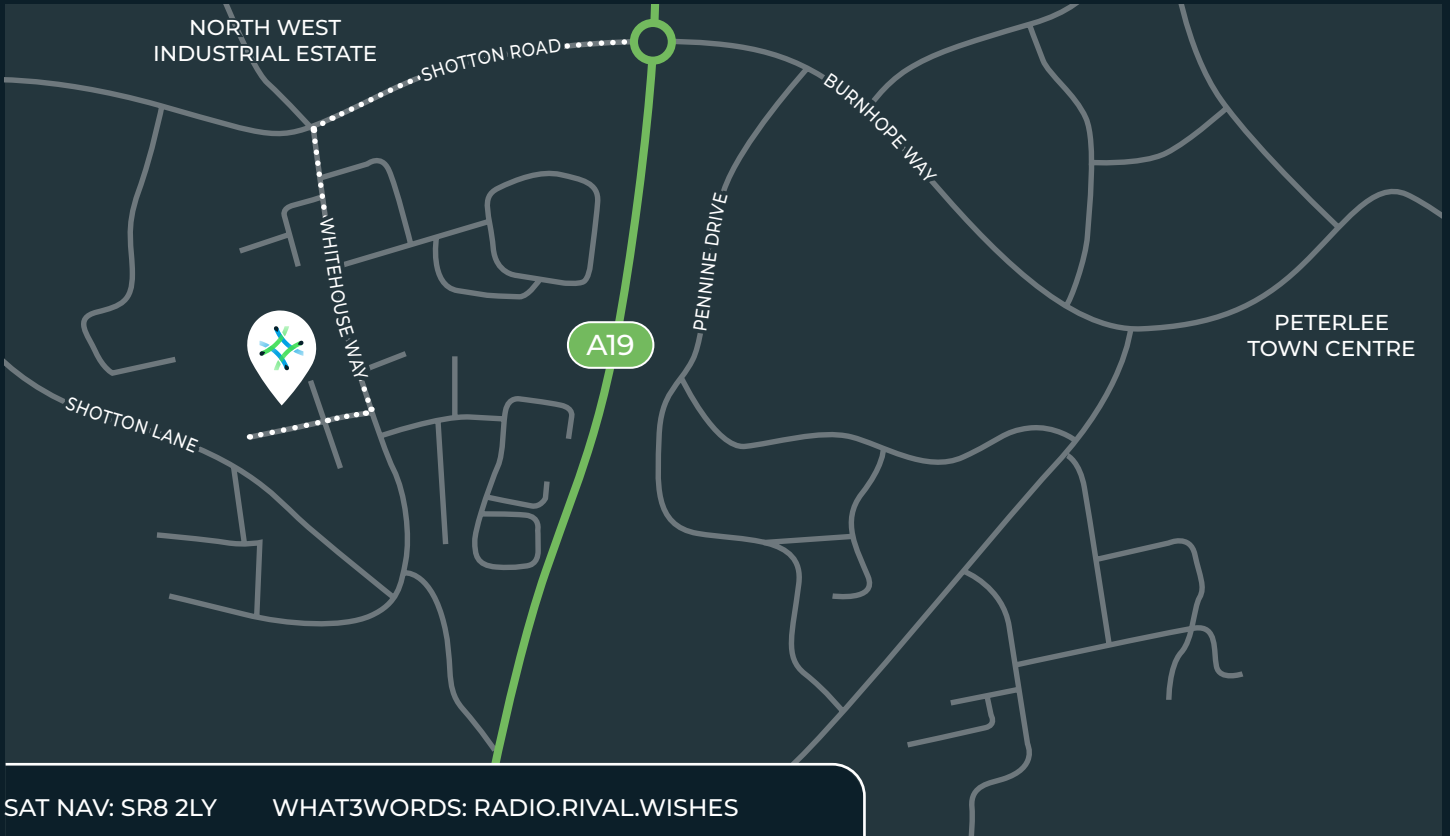 NORTH WEST
INDUSTRIAL ESTATE
SHOTTON ROAD
BURNHOPE WAY
PENNINE DRIVE
WHITEHOUSE WAY
A19
PETERLEE
TOWN CENTRE
SHOTTON LANE
SAT NAV: SR8 2LY
WHAT3WORDS: RADIO.RIVAL.WISHES